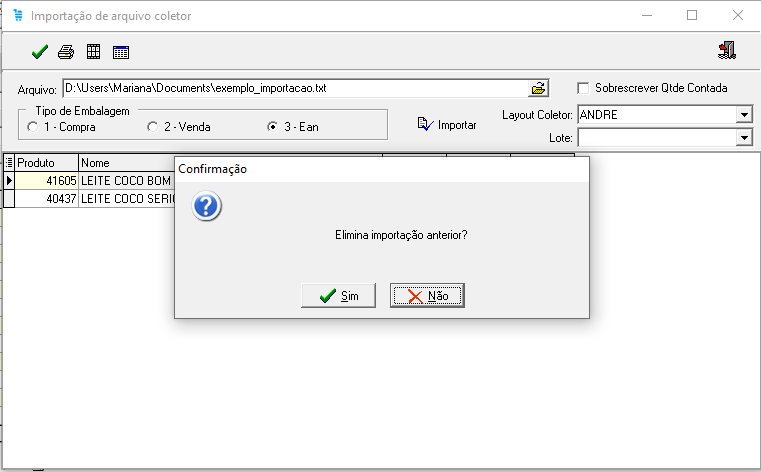 Importação de arquivo coletor
Arquivo: D:\Users\Mariana\Documents\exemplo_importacao.txt
Sobrescrever Qtde Contada
Tipo de Embalagem
1 - Compra
2 - Venda
3 - Ean
Importar
Layout Coletor: ANDRE
Lote:
Produto Nome
41605 LEITE COCO BOM
40437 LEITE COCO
Confirmação
Elimina importação anterior?
Sim
Não